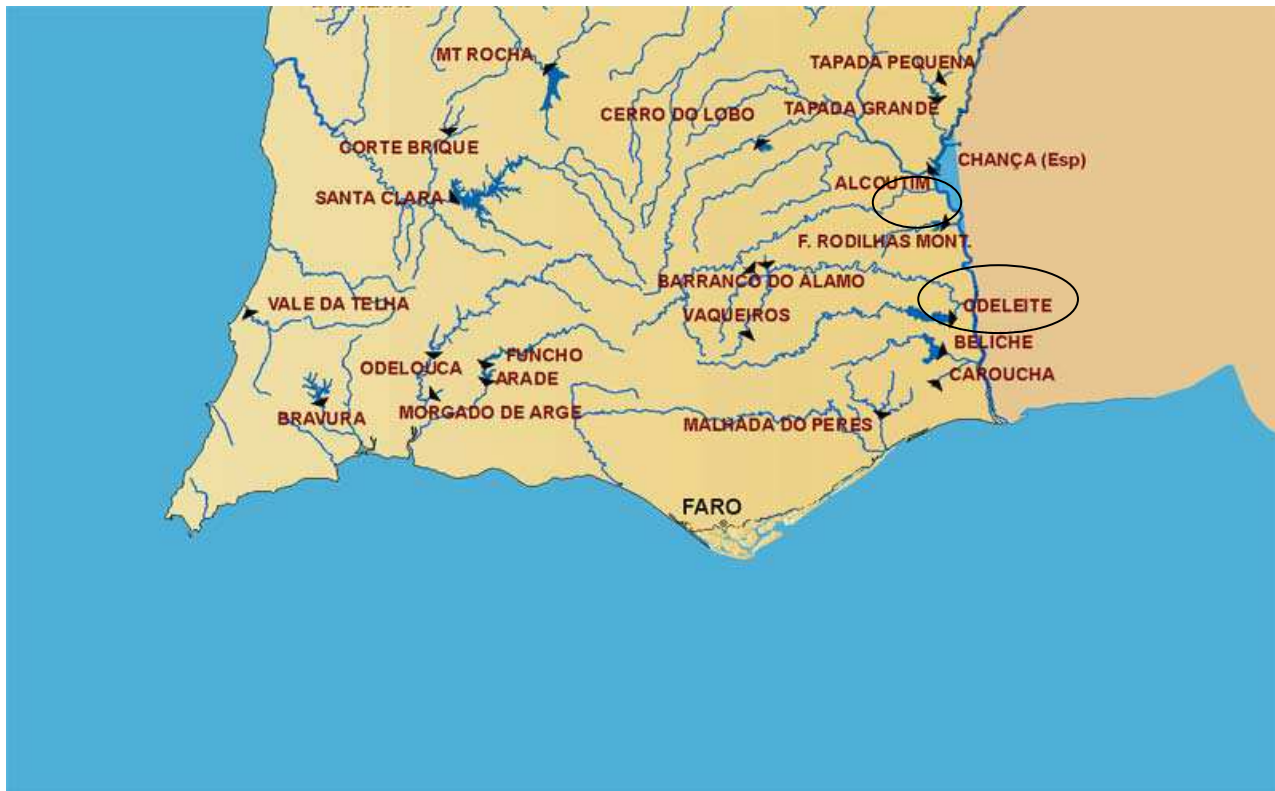 MT ROCHA
TAPADA PEQUENA
TAPADA GRANDE
CERRO DO LOBO
CORTE BRIQUE
CHANÇA (Esp)
ALCOUTIM
SANTA CLARA
F. RODILHAS MONT.
BARRANCO DO ÁLAMO
VALE DA TELHA
ODELEITE
VAQUEIROS
BELICHE
FUNCHO
ODELOUCA
ARADE
CAROUCHA
MORGADO DE ARGE
BRAVURA
MALHADA DO PERES
FARO